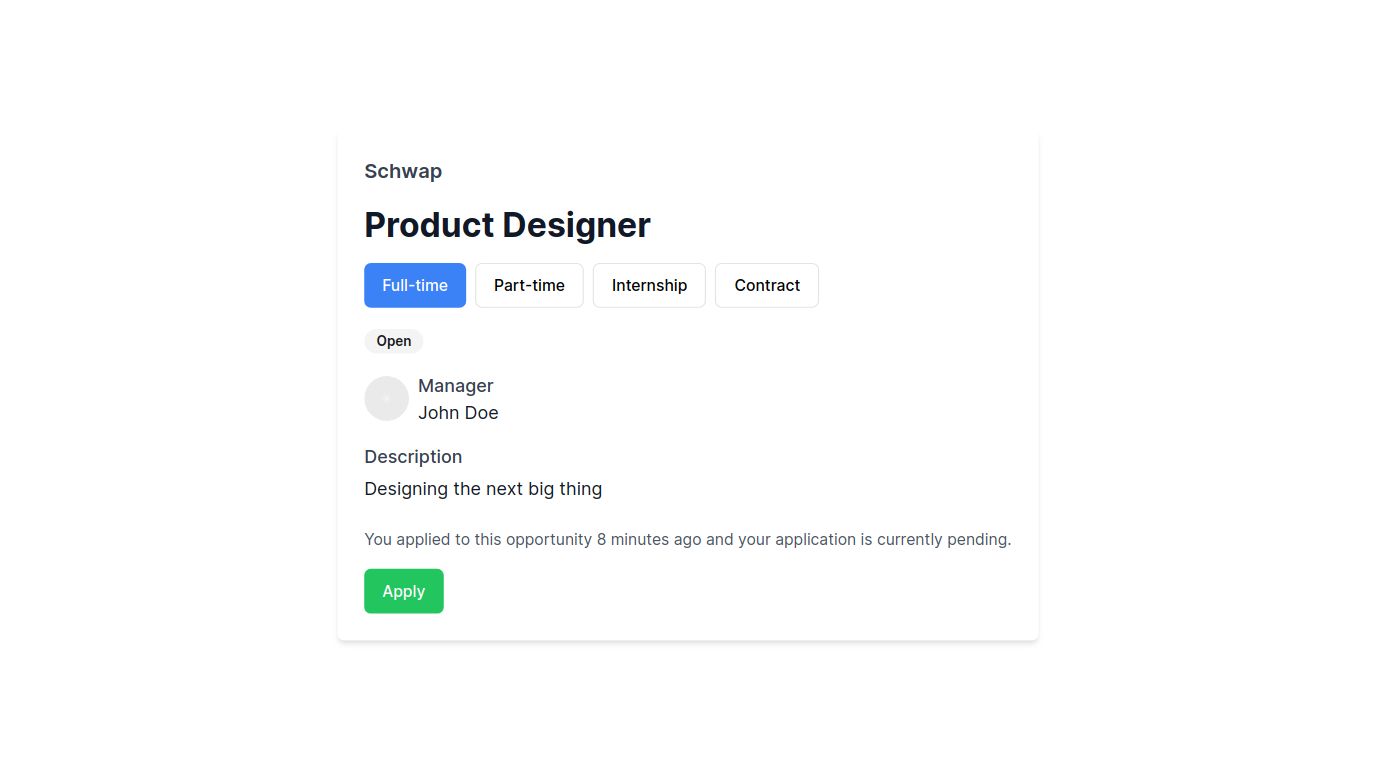 Schwap
Product Designer
Full-time Part-time Internship Contract
Open
Manager
John Doe
Description
Designing the next big thing
You applied to this opportunity 8 minutes ago and your application is currently pending.
Apply